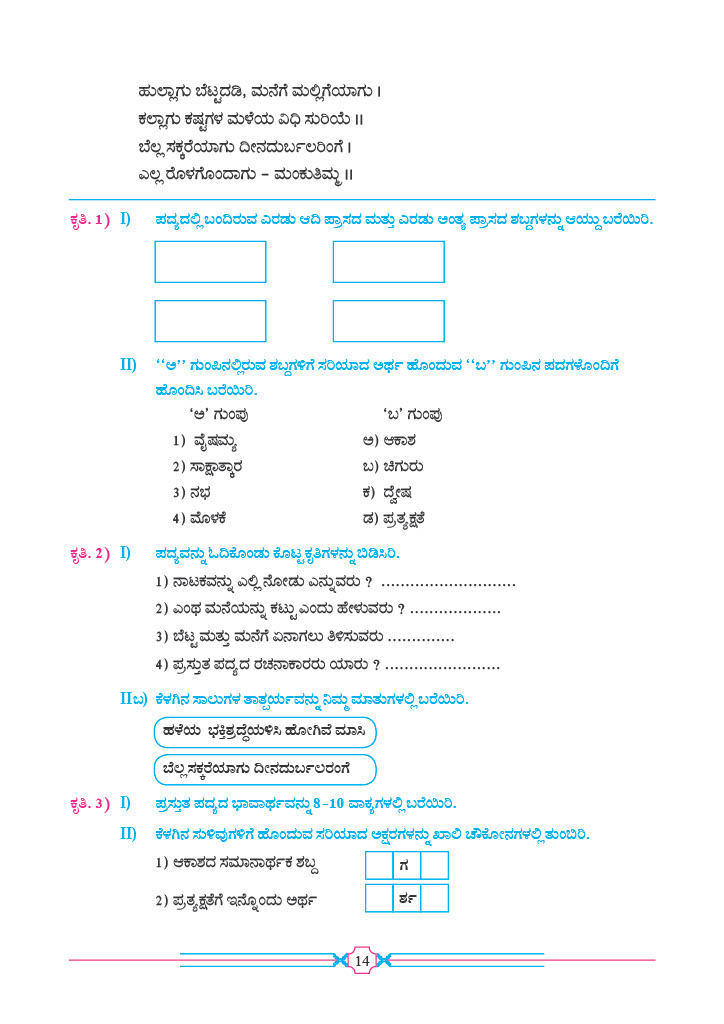 ಹುಲ್ಲಾಗು ಬೆಟ್ಟದಡಿ, ಮನೆಗೆ ಮಲ್ಲಿಗೆಯಾಗು ।
ಕಲ್ಲಾಗು ಕಷ್ಟಗಳ ಮಳೆಯ ವಿಧಿ ಸುರಿಯೆ ॥
ಬೆಲ್ಲ ಸಕ್ಕರೆಯಾಗು ದೀನದುರ್ಬಲರಿಂಗೆ ।
ಎಲ್ಲ ರೊಳಗೊಂದಾಗು – ಮಂಕುತಿಮ್ಮ ॥
ಕೃತಿ. 1) I) ಪದ್ಯದಲ್ಲಿ ಬಂದಿರುವ ಎರಡು ಆದಿ ಪ್ರಾಸದ ಮತ್ತು ಎರಡು ಅಂತ್ಯ ಪ್ರಾಸದ ಶಬ್ದಗಳನ್ನು ಆಯ್ದು ಬರೆಯಿರಿ.
II) ‘‘ಅ’’ ಗುಂಪಿನಲ್ಲಿರುವ ಶಬ್ದಗಳಿಗೆ ಸರಿಯಾದ ಅರ್ಥ ಹೊಂದುವ ‘‘ಬ’’ ಗುಂಪಿನ ಪದಗಳೊಂದಿಗೆ
ಹೊಂದಿಸಿ ಬರೆಯಿರಿ.
‘ಅ’ ಗುಂಪು ‘ಬ’ ಗುಂಪು
1) ವೈಷಮ್ಯ ಅ) ಆಕಾಶ
2) ಸಾಕ್ಷಾತ್ಕಾರ ಬ) ಚಿಗುರು
3) ನಭ ಕ) ದ್ವೇಷ
4) ಮೊಳಕೆ ಡ) ಪ್ರತ್ಯಕ್ಷತೆ
ಕೃತಿ. 2) I) ಪದ್ಯವನ್ನು ಓದಿಕೊಂಡು ಕೊಟ್ಟ ಕೃತಿಗಳನ್ನು ಬಿಡಿಸಿರಿ.
1) ನಾಟಕವನ್ನು ಎಲ್ಲಿ ನೋಡು ಎನ್ನುವರು ? ............................
2) ಎಂಥ ಮನೆಯನ್ನು ಕಟ್ಟು ಎಂದು ಹೇಳುವರು ? ...................
3) ಬೆಟ್ಟ ಮತ್ತು ಮನೆಗೆ ಏನಾಗಲು ತಿಳಿಸುವರು ..............
4) ಪ್ರಸ್ತುತ ಪದ್ಯದ ರಚನಾಕಾರರು ಯಾರು ? ........................
IIಬ) ಕೆಳಗಿನ ಸಾಲುಗಳ ತಾತ್ಪರ್ಯವನ್ನು ನಿಮ್ಮ ಮಾತುಗಳಲ್ಲಿ ಬರೆಯಿರಿ.
ಹಳೆಯ ಭಕ್ತಿಶ್ರದ್ಧೆಯಳಿಸಿ ಹೋಗಿವೆ ಮಾಸಿ
ಬೆಲ್ಲ ಸಕ್ಕರೆಯಾಗು ದೀನದುರ್ಬಲರಂಗೆ
ಕೃತಿ. 3) I) ಪ್ರಸ್ತುತ ಪದ್ಯದ ಭಾವಾರ್ಥವನ್ನು 8-10 ವಾಕ್ಯಗಳಲ್ಲಿ ಬರೆಯಿರಿ.
II) ಕೆಳಗಿನ ಸುಳಿವುಗಳಿಗೆ ಹೊಂದುವ ಸರಿಯಾದ ಅಕ್ಷರಗಳನ್ನು ಖಾಲಿ ಚೌಕೋನಗಳಲ್ಲಿ ತುಂಬಿರಿ.
1) ಆಕಾಶದ ಸಮಾನಾರ್ಥಕ ಶಬ್ದ ಗ
2) ಪ್ರತ್ಯಕ್ಷತೆಗೆ ಇನ್ನೊಂದು ಅರ್ಥ ರ್ಶ
14